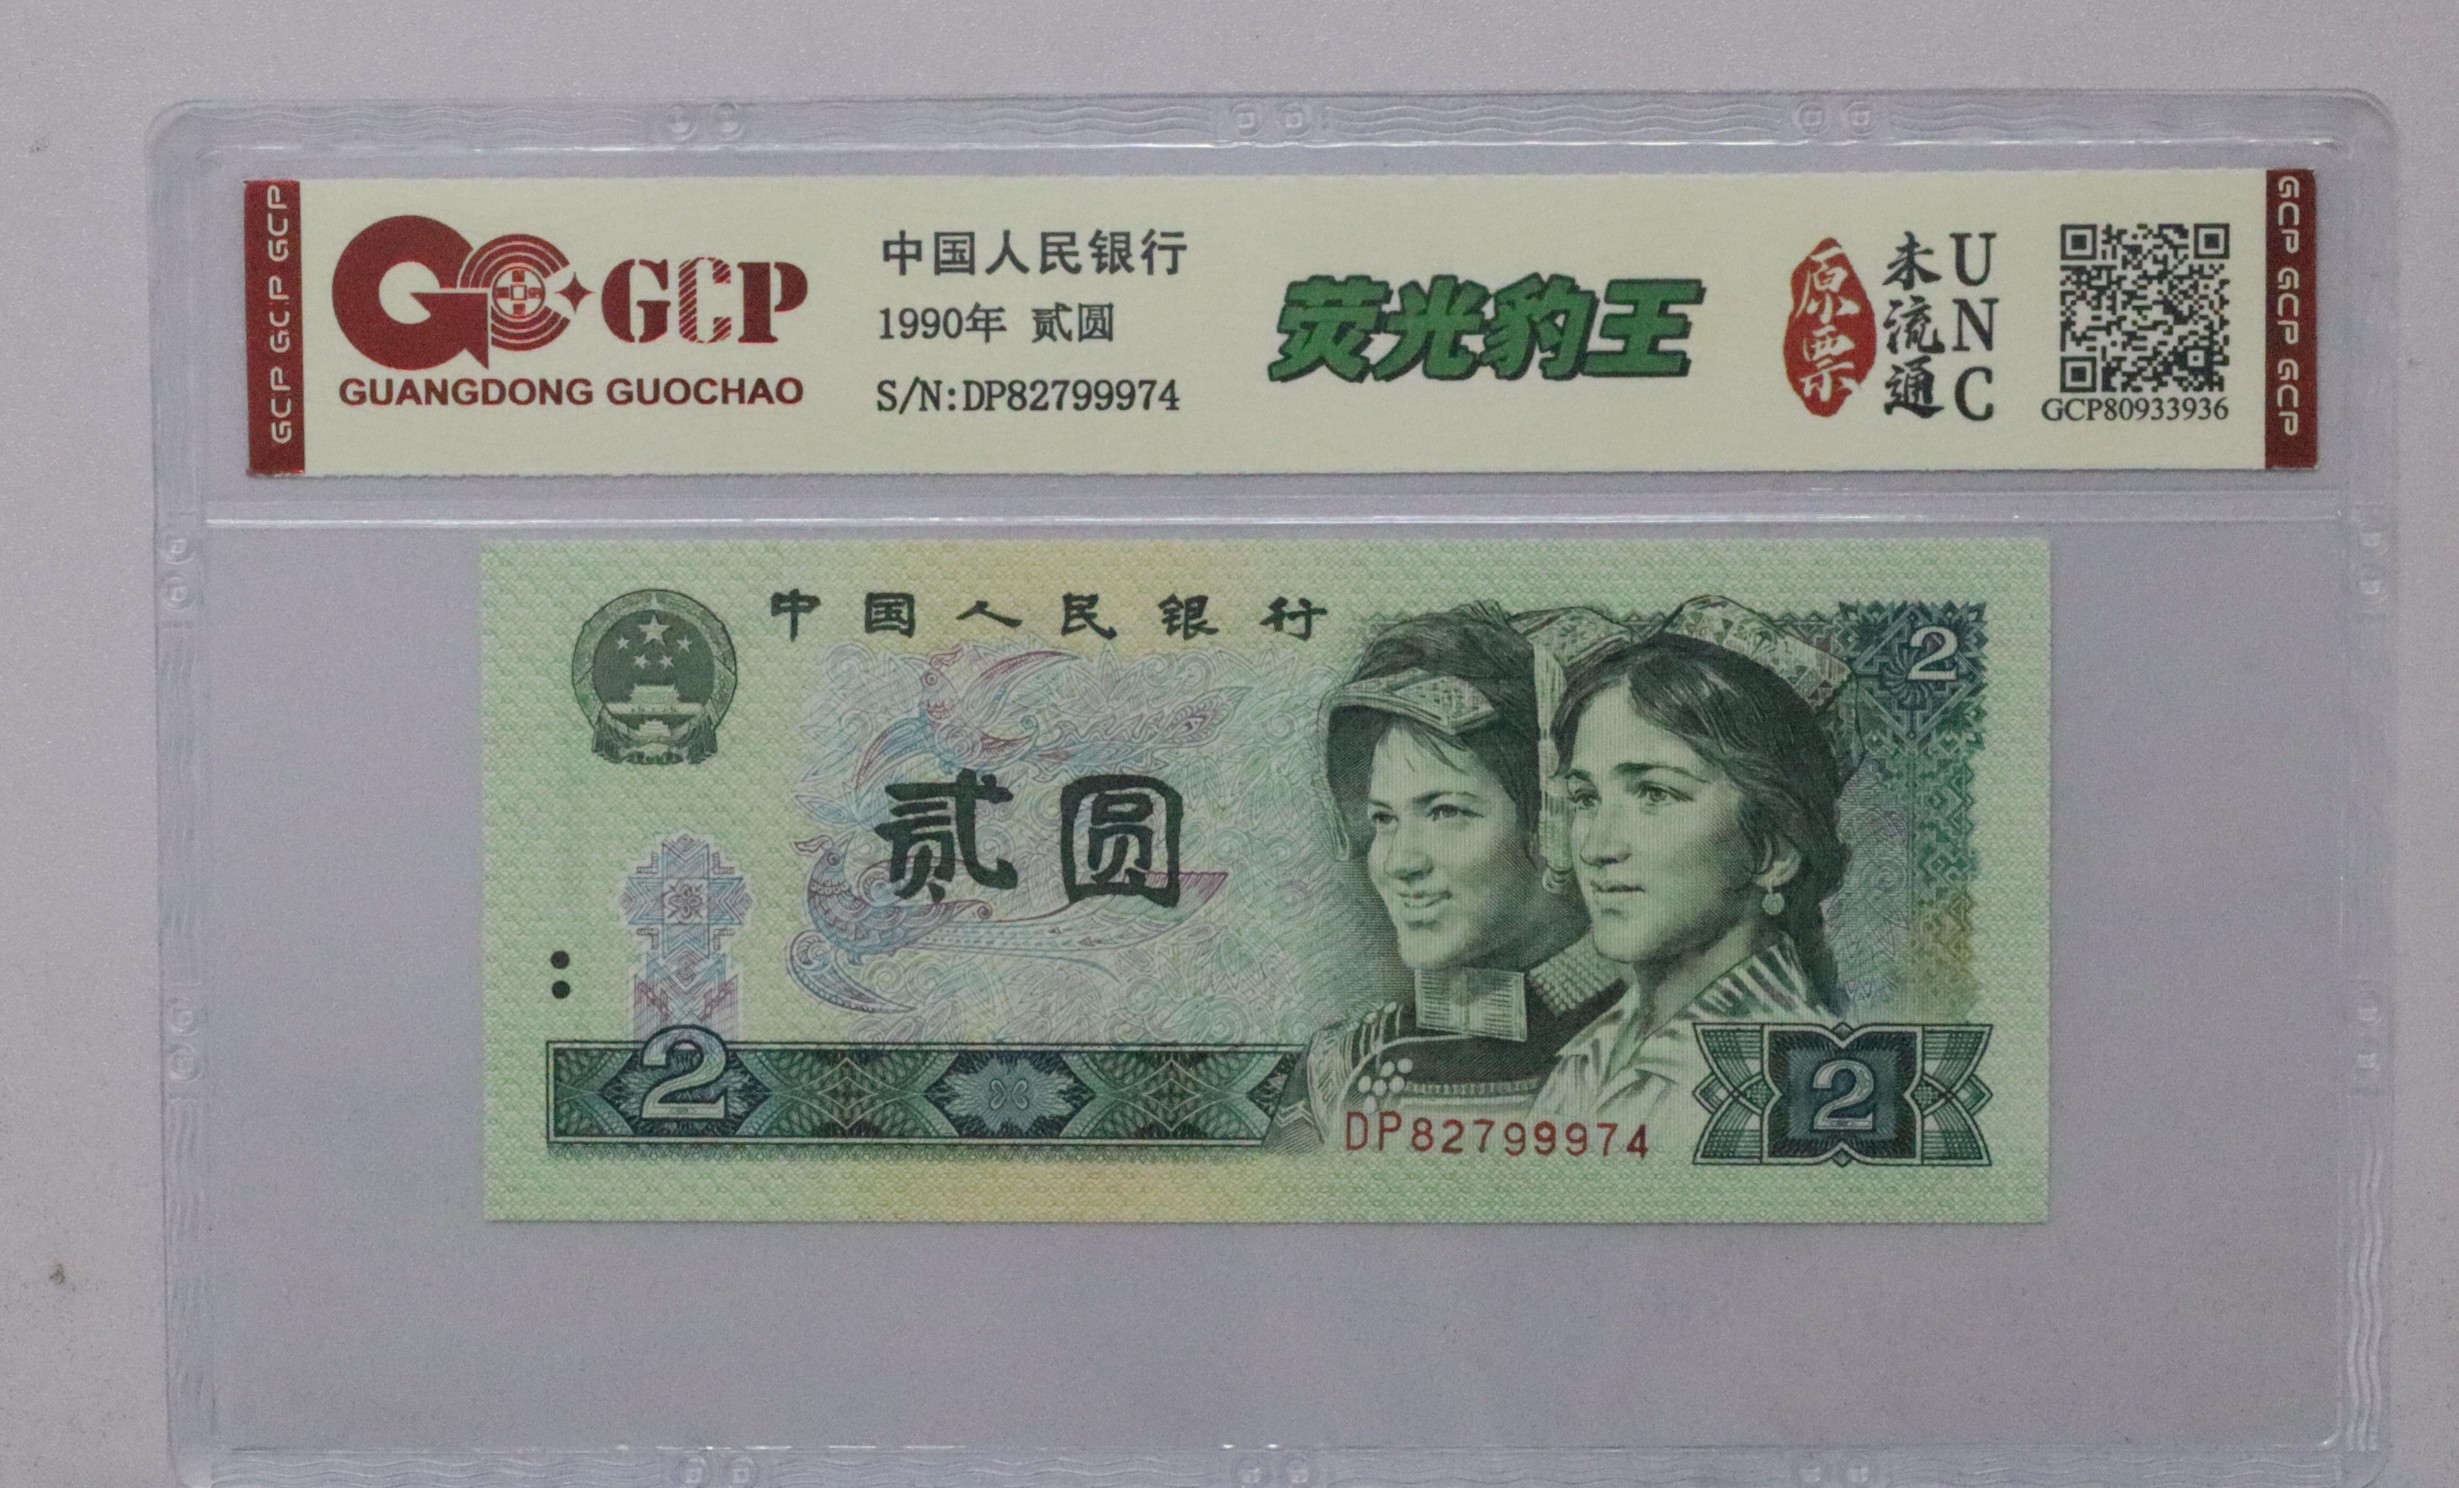 GCP GCP GCP
GCP
GUANGDONG GUOCHAO
中国人民银行
1990年 贰圆
S/N:DP82799974
荧光豹王
原票
未流通
UNC
GCP80933936
GCP GCP GCP
中国人民银行
2
贰圆
2
DP82799974
2